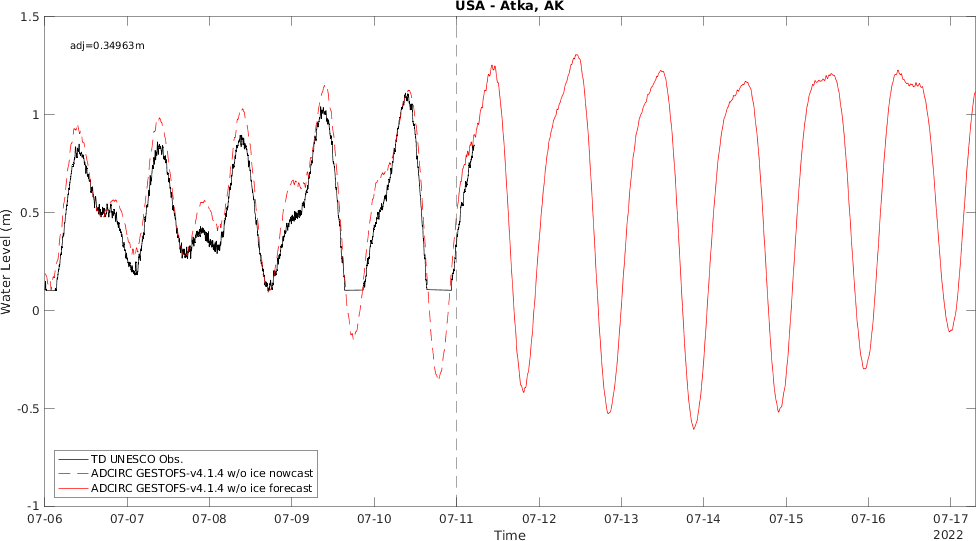 USA - Atka, AK
adj=0.34963m
Water Level (m)
1.5
1
0.5
0
-0.5
-1
TD UNESCO Obs.
ADCIRC GESTOFS-v4.1.4 w/o ice nowcast
ADCIRC GESTOFS-v4.1.4 w/o ice forecast
07-06 07-07 07-08 07-09 07-10 07-11 07-12 07-13 07-14 07-15 07-16 07-17
Time
2022